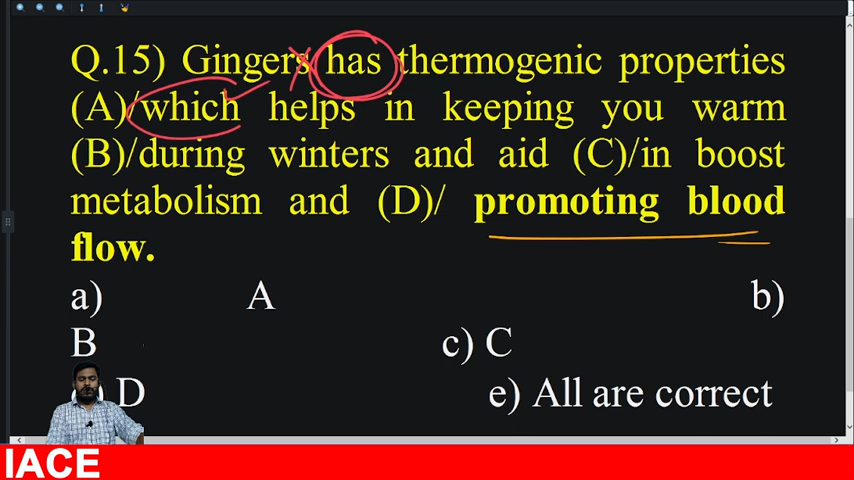 Q.15) Gingers has thermogenic properties
(A)/which helps in keeping you warm
(B)/during winters and aid (C)/in boost
metabolism and (D)/ promoting blood
flow.
a) A b)
B c) C
) D e) All are correct
IACE